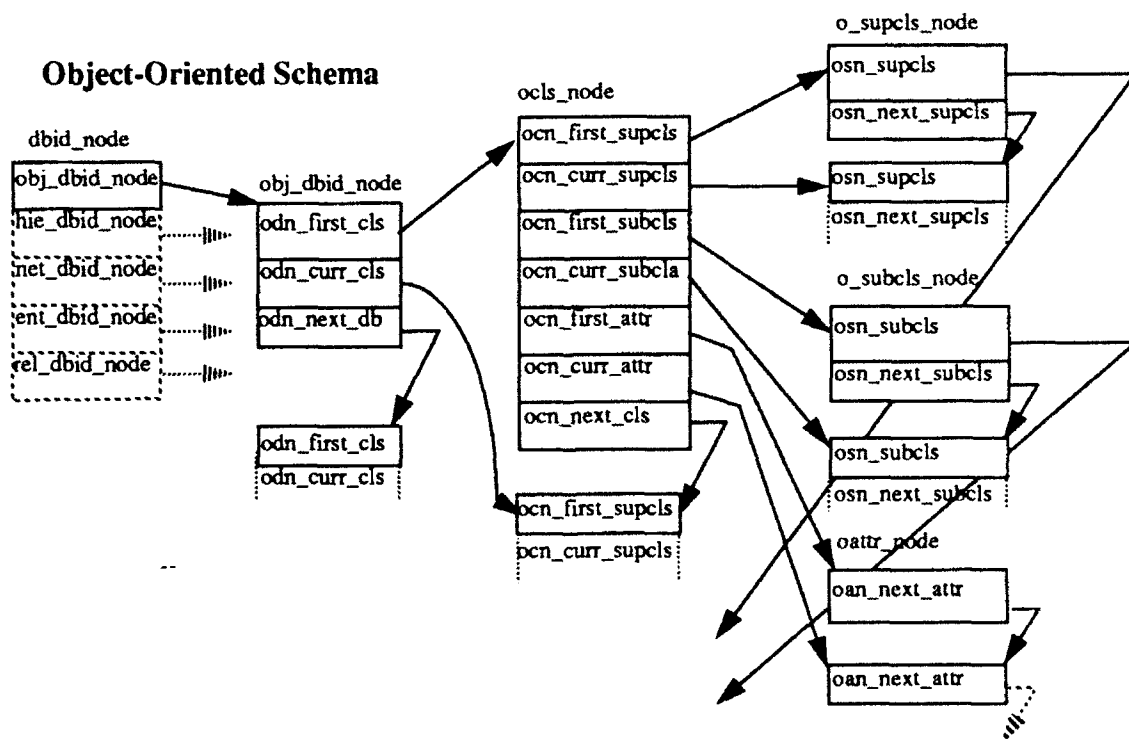 Object-Oriented Schema
dbid_node
obj_dbid_node
hie_dbid_node
net_dbid_node
ent_dbid_node
rel_dbid_node
obj_dbid_node
odn_first_cls
odn_curr_cls
odn_next_db
odn_first_cls
odn_curr_cls
ocls_node
ocn_first_supcls
ocn_curr_supcls
ocn_first_subcls
ocn_curr_subcla
ocn_first_attr
ocn_curr_attr
ocn_next_cls
ocn_first_supcls
ocn_curr_supcls
o_supcls_node
osn_supcls
osn_next_supcls
osn_supcls
osn_next_supcls
o_subcls_node
osn_subcls
osn_next_subcls
osn_subcls
osn_next_subcls
oattr_node
oan_next_attr
oan_next_attr